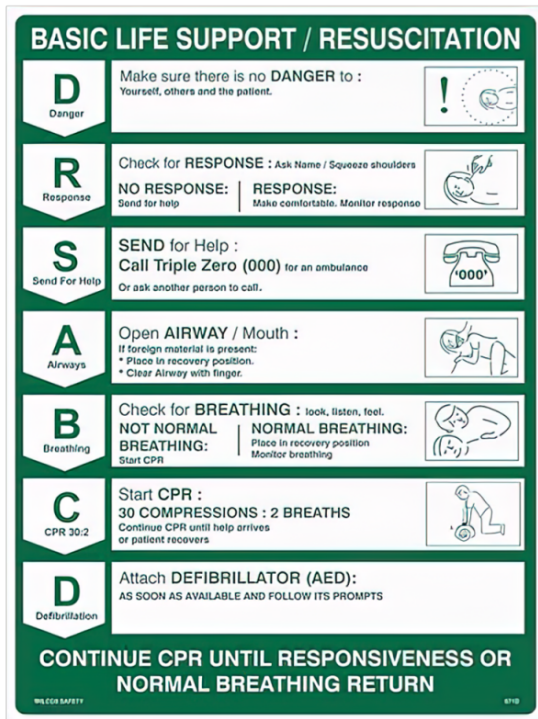 BASIC LIFE SUPPORT / RESUSCITATION
D
Danger
Make sure there is no DANGER to :
Yourself, others and the patient.
!
R
Response
Check for RESPONSE : Ask Name / Squeeze shoulders
NO RESPONSE:
Send for help
RESPONSE:
Make comfortable. Monitor response
S
Send For Help
SEND for Help :
Call Triple Zero (000) for an ambulance
Or ask another person to call.
'000'
A
Airways
Open AIRWAY / Mouth :
If foreign material is present:
* Place in recovery position.
* Clear Airway with finger.
B
Breathing
Check for BREATHING : look, listen, feel.
NOT NORMAL
BREATHING:
Start CPR
NORMAL BREATHING:
Place in recovery position
Monitor breathing
C
CPR 30:2
Start CPR :
30 COMPRESSIONS : 2 BREATHS
Continue CPR until help arrives
or patient recovers
D
Defibrillation
Attach DEFIBRILLATOR (AED):
AS SOON AS AVAILABLE AND FOLLOW ITS PROMPTS
CONTINUE CPR UNTIL RESPONSIVENESS OR
NORMAL BREATHING RETURN
SAFETY